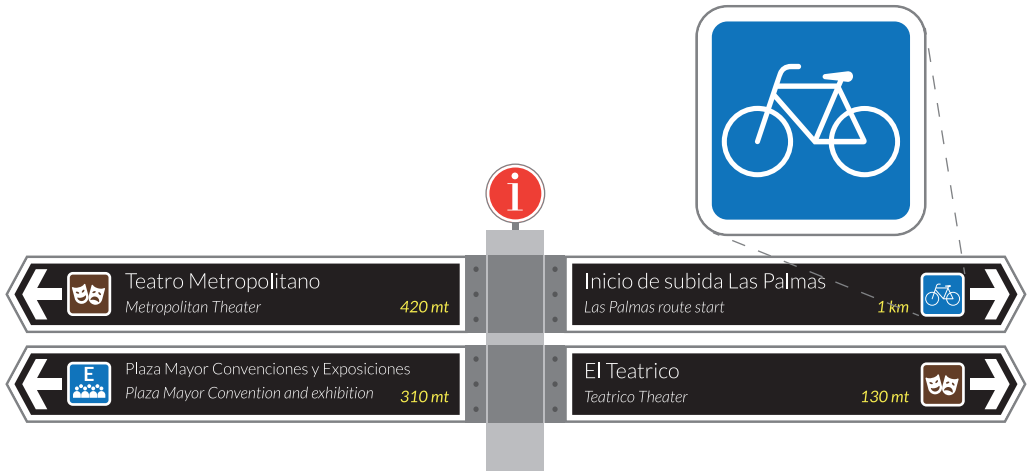 i
Teatro Metropolitano
Metropolitan Theater 420 mt
Inicio de subida Las Palmas
Las Palmas route start 1 km
E
Plaza Mayor Convenciones y Exposiciones
Plaza Mayor Convention and exhibition 310 mt
El Teatrico
Teatrico Theater 130 mt